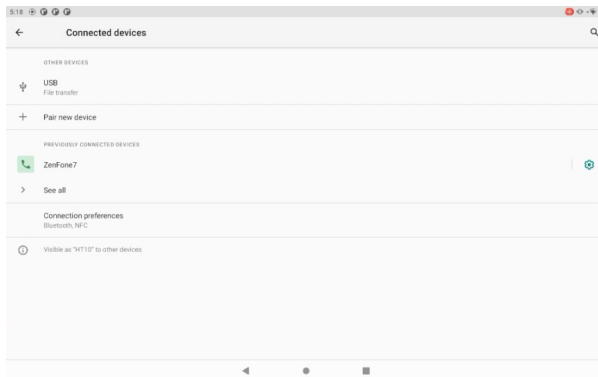 5:18
Connected devices
OTHER DEVICES
USB
File transfer
Pair new device
PREVIOUSLY CONNECTED DEVICES
ZenFone7
See all
Connection preferences
Bluetooth, NFC
Visible as "HT10" to other devices